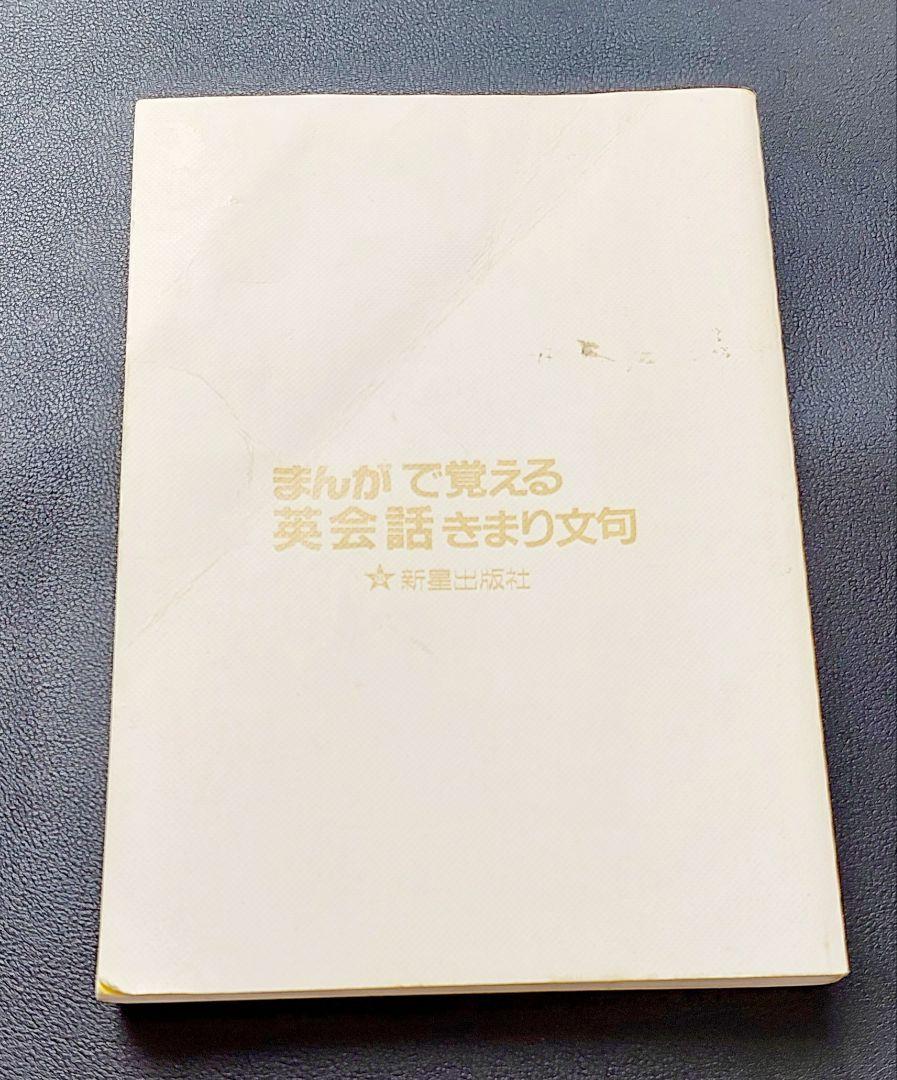 まんがで覚える
英会話きまり文句
新星出版社